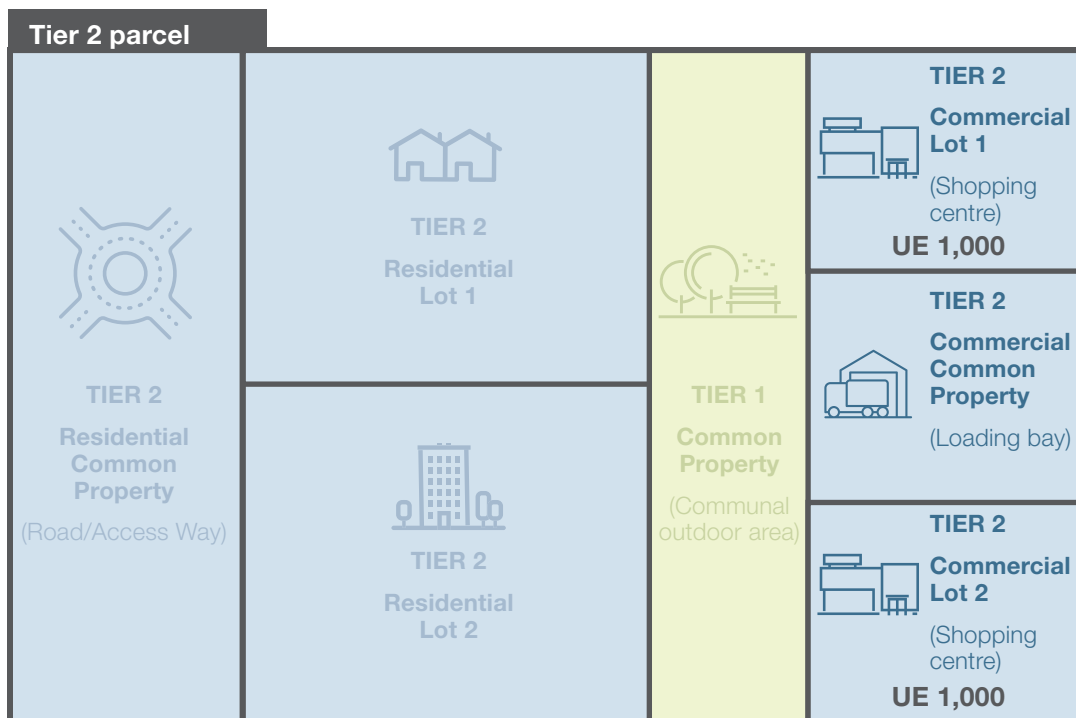 Tier 2 parcel
TIER 2
Residential
Common
Property
(Road/Access Way)
TIER 2
Residential
Lot 1
TIER 2
Residential
Lot 2
TIER 1
Common
Property
(Communal
outdoor area)
TIER 2
Commercial
Lot 1
(Shopping
centre)
UE 1,000
TIER 2
Commercial
Common
Property
(Loading bay)
TIER 2
Commercial
Lot 2
(Shopping
centre)
UE 1,000